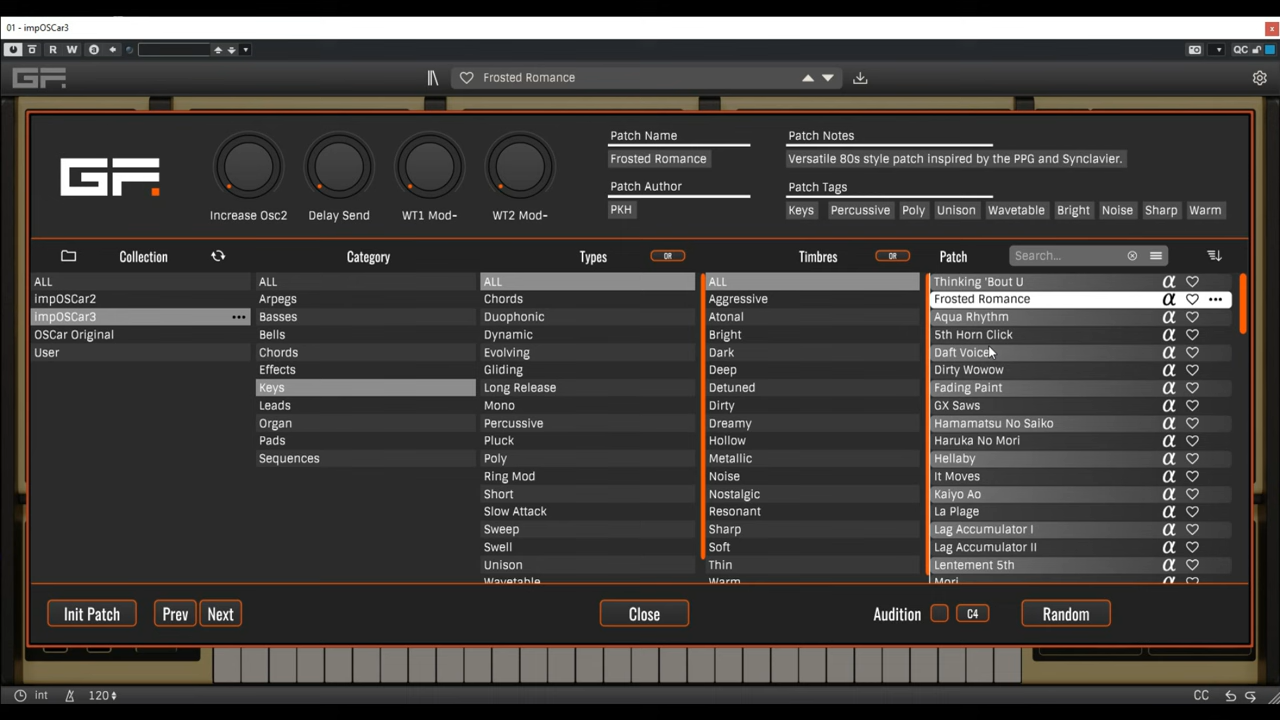 01 - impOSCar3
R W a QC
GF. Frosted Romance
GF.
Increase Osc2 Delay Send WT1 Mod- WT2 Mod-
Patch Name
Frosted Romance
Patch Author
PKH
Patch Notes
Versatile 80s style patch inspired by the PPG and Synclavier.
Patch Tags
Keys Percussive Poly Unison Wavetable Bright Noise Sharp Warm
Collection Category Types OR Timbres OR Patch Search...
ALL ALL ALL ALL Thinking 'Bout U α
impOSCar2 Arpegs Chords Aggressive Frosted Romance α •••
impOSCar3 ••• Basses Duophonic Atonal Aqua Rhythm α
OSCar Original Bells Dynamic Bright 5th Horn Click α
User Chords Evolving Dark Daft Voice α
Effects Gliding Deep Dirty Wowow α
Keys Long Release Detuned Fading Paint α
Leads Mono Dirty GX Saws α
Organ Percussive Dreamy Hamamatsu No Saiko α
Pads Pluck Hollow Haruka No Mori α
Sequences Poly Metallic Hellaby α
Ring Mod Noise It Moves α
Short Nostalgic Kaiyo Ao α
Slow Attack Resonant La Plage α
Sweep Sharp Lag Accumulator I α
Swell Soft Lag Accumulator II α
Unison Thin Lentement 5th α
Wavetable Warm Mori α
Init Patch Prev Next Close Audition C4 Random
int 120 CC